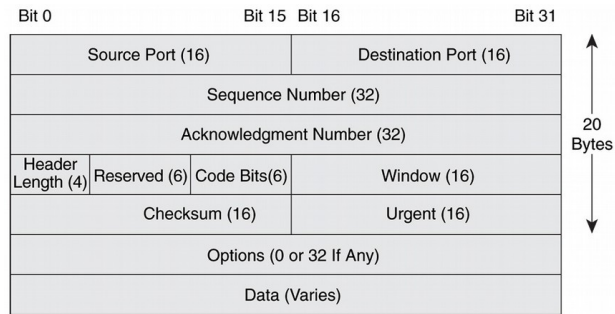 Bit 0 Bit 15 Bit 16 Bit 31
Source Port (16) Destination Port (16)
Sequence Number (32)
Acknowledgment Number (32)
20
Bytes
Header
Length (4) Reserved (6) Code Bits(6) Window (16)
Checksum (16) Urgent (16)
Options (0 or 32 If Any)
Data (Varies)